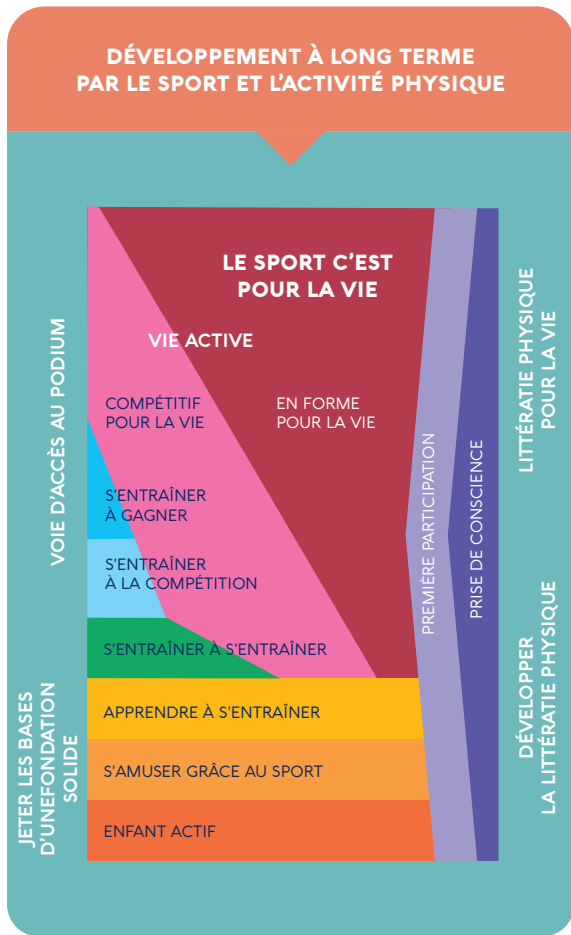 DÉVELOPPEMENT À LONG TERME
PAR LE SPORT ET L'ACTIVITÉ PHYSIQUE
LE SPORT C'EST
POUR LA VIE
VIE ACTIVE
COMPÉTITIF
POUR LA VIE
EN FORME
POUR LA VIE
S'ENTRAÎNER
À GAGNER
S'ENTRAÎNER
À LA COMPÉTITION
S'ENTRAÎNER À S'ENTRAÎNER
APPRENDRE À S'ENTRAÎNER
S'AMUSER GRÂCE AU SPORT
ENFANT ACTIF
VOIE D'ACCÈS AU PODIUM
JETER LES BASES
D'UNEFONDATION
SOLIDE
PREMIÈRE PARTICIPATION
PRISE DE CONSCIENCE
LITTÉRATIE PHYSIQUE
POUR LA VIE
DÉVELOPPER
LA LITTÉRATIE PHYSIQUE